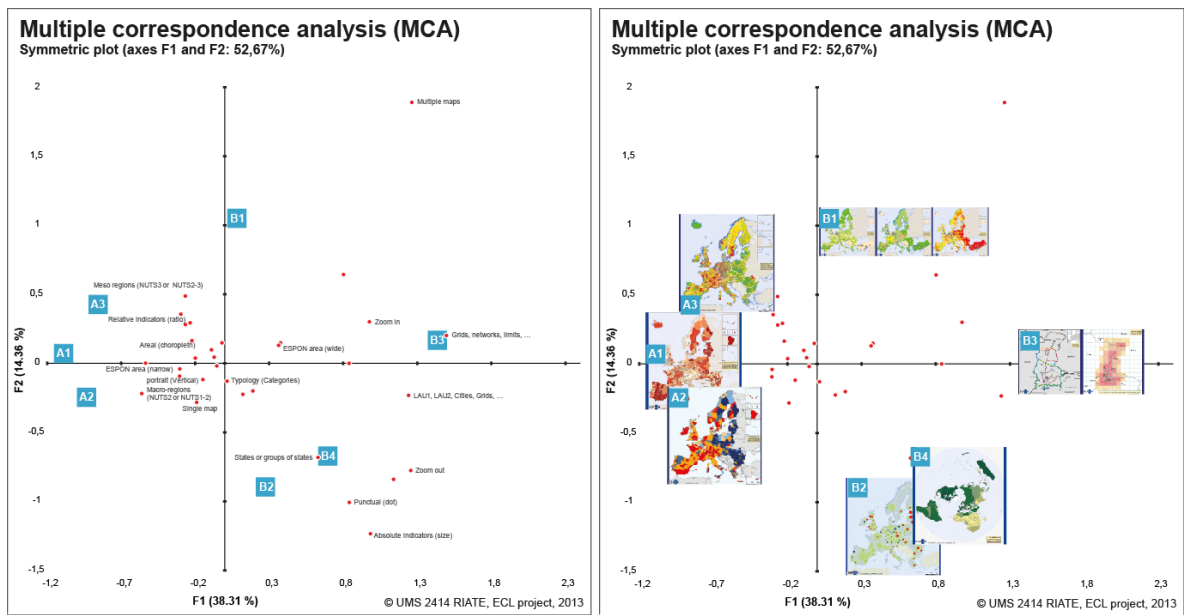 Multiple correspondence analysis (MCA)
Symmetric plot (axes F1 and F2: 52,67%)
2
Multiple maps
1,5
B1
1
Meso regions (NUTS3 or NUTS2-3)
0,5
A3
Relative indicators (ratio)
Zoom in
Grids, networks, limits, ...
Areal (choropleth)
B3
A1
ESPON area (wide)
0
ESPON area (narrow)
portrait (Vertical)
Typology (Categories)
A2
Macro-regions
(NUTS2 or NUTS1-2)
LAU1, LAU2, Cities, Grids, ...
Single map
-0,5
States or groups of states
B4
Zoom out
B2
-1
Punctual (dot)
Absolute indicators (size)
-1,5
F2 (14.36 %)
-1,2
-0,7
-0,2
0,3
0,8
1,3
1,8
2,3
F1 (38.31 %)
© UMS 2414 RIATE, ECL project, 2013
Multiple correspondence analysis (MCA)
Symmetric plot (axes F1 and F2: 52,67%)
2
1,5
B1
1
0,5
A3
B3
A1
0
A2
-0,5
B4
B2
-1
-1,5
F2 (14.36 %)
-1,2
-0,7
-0,2
0,3
0,8
1,3
1,8
2,3
F1 (38.31 %)
© UMS 2414 RIATE, ECL project, 2013